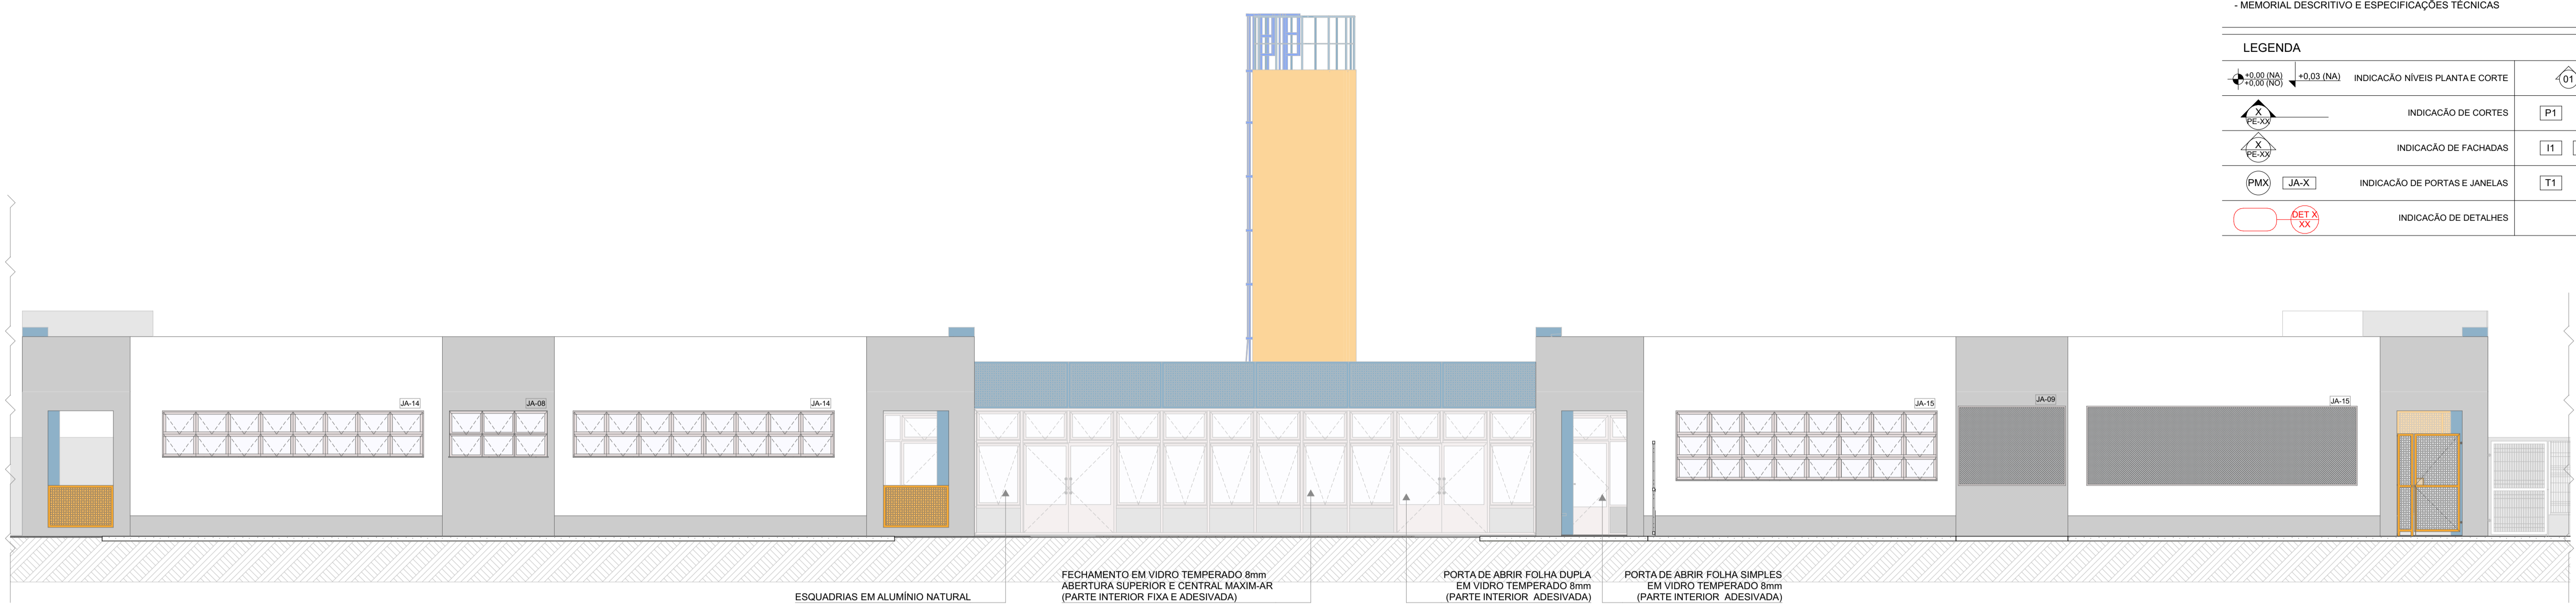 - MEMORIAL DESCRITIVO E ESPECIFICAÇÕES TÉCNICAS
LEGENDA
+0,00 (NA)
+0,00 (NO)
+0,03 (NA)
INDICACÃO NÍVEIS PLANTA E CORTE
01
X
PE-XX
INDICACÃO DE CORTES
P1
X
PE-XX
INDICACÃO DE FACHADAS
I1
PMX
JA-X
INDICACÃO DE PORTAS E JANELAS
T1
DET X
XX
INDICACÃO DE DETALHES
JA-14
JA-08
JA-14
JA-15
JA-09
JA-15
ESQUADRIAS EM ALUMÍNIO NATURAL
FECHAMENTO EM VIDRO TEMPERADO 8mm
ABERTURA SUPERIOR E CENTRAL MAXIM-AR
(PARTE INTERIOR FIXA E ADESIVADA)
PORTA DE ABRIR FOLHA DUPLA
EM VIDRO TEMPERADO 8mm
(PARTE INTERIOR ADESIVADA)
PORTA DE ABRIR FOLHA SIMPLES
EM VIDRO TEMPERADO 8mm
(PARTE INTERIOR ADESIVADA)